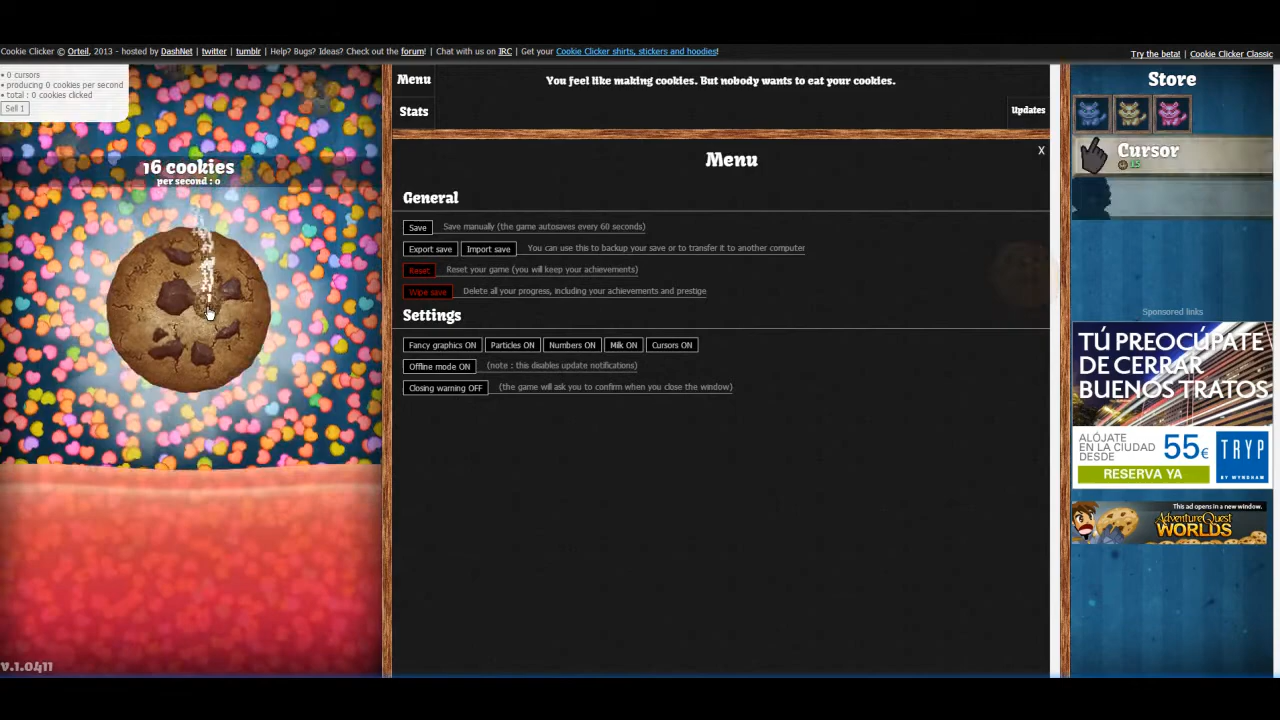 Cookie Clicker © Orteil, 2013 - hosted by DashNet | twitter | tumblr | Help? Bugs? Ideas? Check out the forum! | Chat with us on IRC | Get your Cookie Clicker shirts, stickers and hoodies!
Try the beta! | Cookie Clicker Classic
• 0 cursors
• producing 0 cookies per second
• total : 0 cookies clicked
Sell 1
16 cookies
per second : 0
v.1.0411
Menu
Stats
You feel like making cookies. But nobody wants to eat your cookies.
Updates
Menu
X
General
Save Save manually (the game autosaves every 60 seconds)
Export save Import save You can use this to backup your save or to transfer it to another computer
Reset Reset your game (you will keep your achievements)
Wipe save Delete all your progress, including your achievements and prestige
Settings
Fancy graphics ON Particles ON Numbers ON Milk ON Cursors ON
Offline mode ON (note : this disables update notifications)
Closing warning OFF (the game will ask you to confirm when you close the window)
Store
Cursor
15
Sponsored links
TÚ PREOCÚPATE
DE CERRAR
BUENOS TRATOS
ALÓJATE
EN LA CIUDAD
DESDE
55€
TRYP
BY WYNDHAM
RESERVA YA
This ad opens in a new window.
AdventureQuest
WORLDS